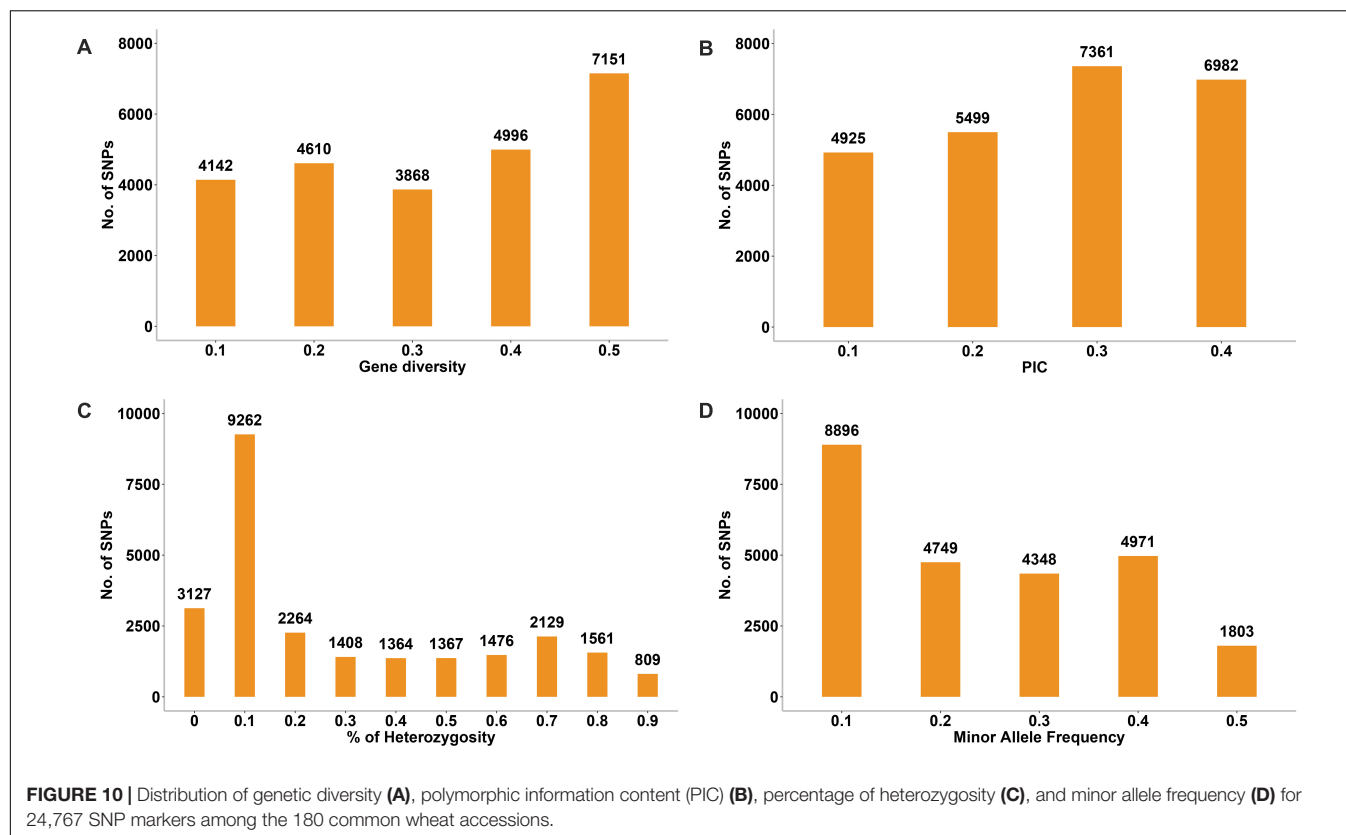 A
8000
6000
4000
2000
0
No. of SNPs
4142
4610
3868
4996
7151
0.1 0.2 0.3 0.4 0.5
Gene diversity
B
8000
6000
4000
2000
0
No. of SNPs
4925
5499
7361
6982
0.1 0.2 0.3 0.4
PIC
C
10000
7500
5000
2500
0
No. of SNPs
3127
9262
2264
1408
1364
1367
1476
2129
1561
809
0 0.1 0.2 0.3 0.4 0.5 0.6 0.7 0.8 0.9
% of Heterozygosity
D
10000
7500
5000
2500
0
No. of SNPs
8896
4749
4348
4971
1803
0.1 0.2 0.3 0.4 0.5
Minor Allele Frequency
FIGURE 10 | Distribution of genetic diversity (A), polymorphic information content (PIC) (B), percentage of heterozygosity (C), and minor allele frequency (D) for
24,767 SNP markers among the 180 common wheat accessions.